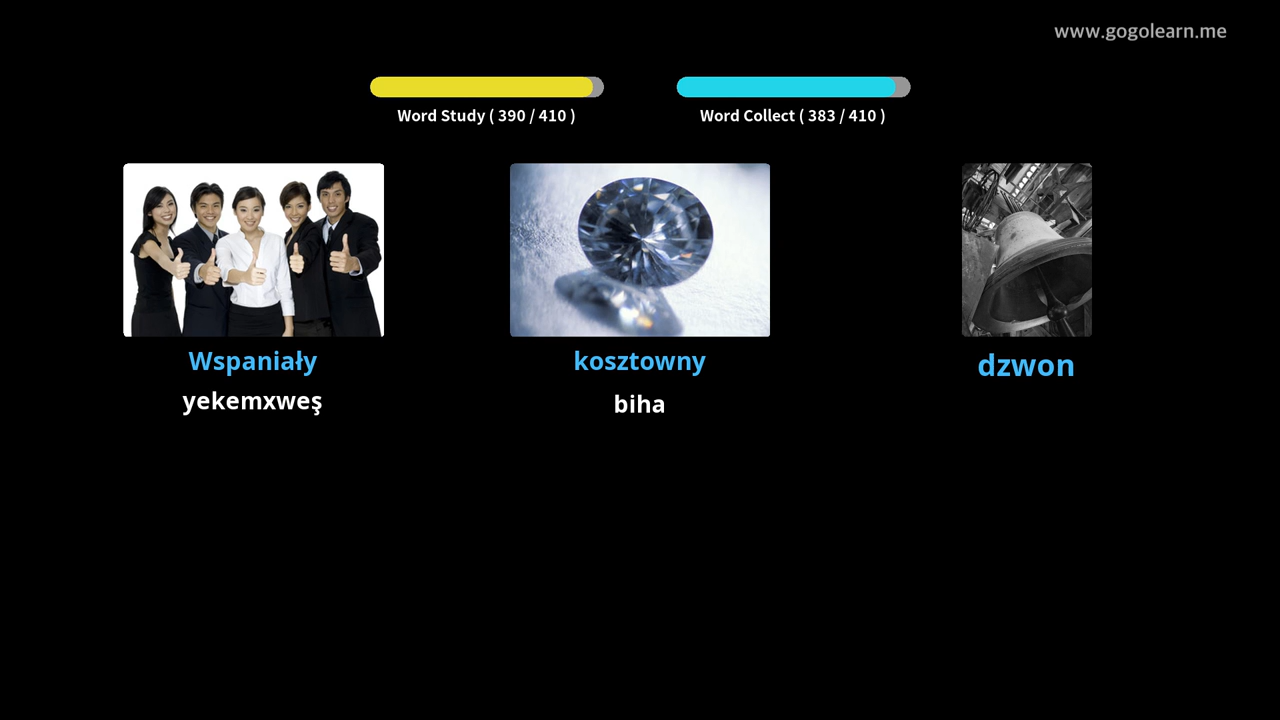 www.gogolearn.me
Word Study ( 390 / 410 )
Word Collect ( 383 / 410 )
Wspaniały
yekemxweş
kosztowny
biha
dzwon